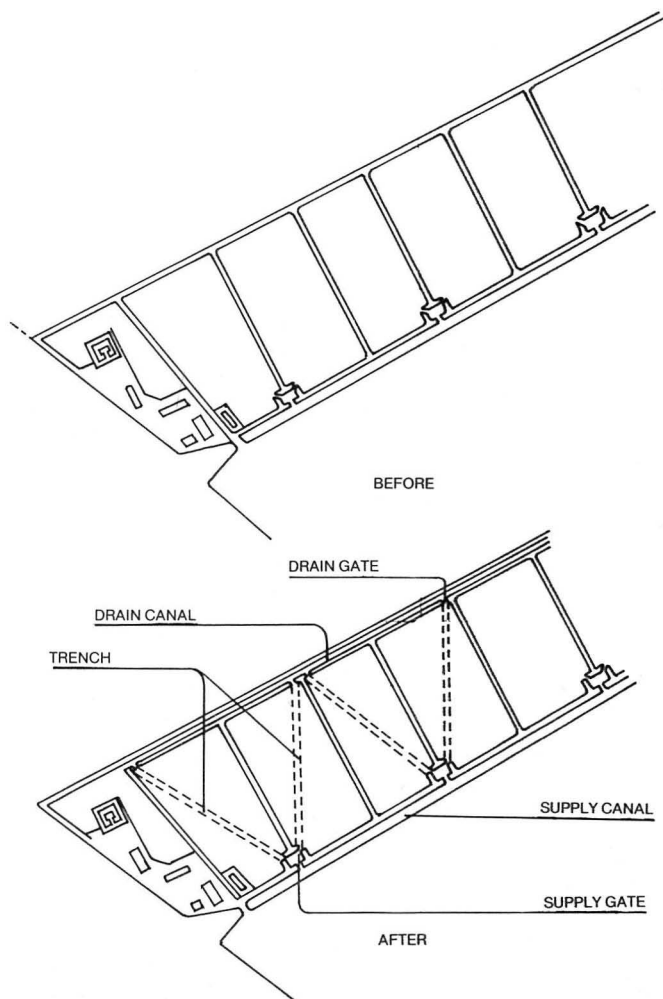 BEFORE
DRAIN GATE
DRAIN CANAL
TRENCH
SUPPLY CANAL
SUPPLY GATE
AFTER